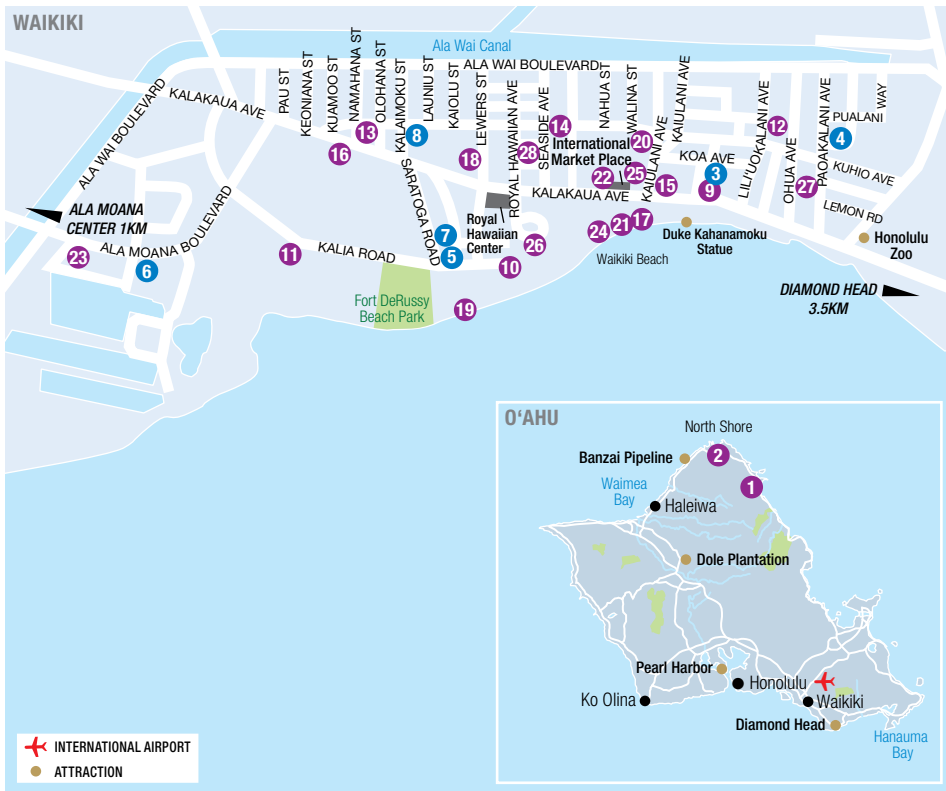 WAIKIKI
Ala Wai Canal
ALA WAI BOULEVARD
ALA WAI BOULEVARD
KALAKAUA AVE
PAU ST
KEONIANA ST
KUAMOO ST
NAMAHANA ST
OLOHANA ST
KALAIMOKU ST
LAUNIU ST
KAIOLU ST
LEWERS ST
ROYAL HAWAIIAN AVE
SEASIDE AVE
NAHUA ST
WALINA ST
KAIULANI AVE
KAIULANI AVE
LILI'UOKALANI AVE
OHUA AVE
PAOAKALANI AVE
PUALANI
WAY
13
8
14
12
4
16
18
28
20
International
Market Place
KOA AVE
KUHIO AVE
22
25
15
3
9
27
KALAKAUA AVE
LEMON RD
SARATOGA ROAD
Royal
Hawaiian
Center
24
21
17
Duke Kahanamoku
Statue
Honolulu
Zoo
Waikiki Beach
ALA MOANA
CENTER 1KM
ALA MOANA BOULEVARD
23
6
11
KALIA ROAD
7
5
26
10
Fort DeRussy
Beach Park
19
DIAMOND HEAD
3.5KM
O‘AHU
North Shore
Banzai Pipeline
2
1
Waimea
Bay
Haleiwa
Dole Plantation
Pearl Harbor
Honolulu
Ko Olina
Waikiki
Diamond Head
Hanauma
Bay
INTERNATIONAL AIRPORT
ATTRACTION